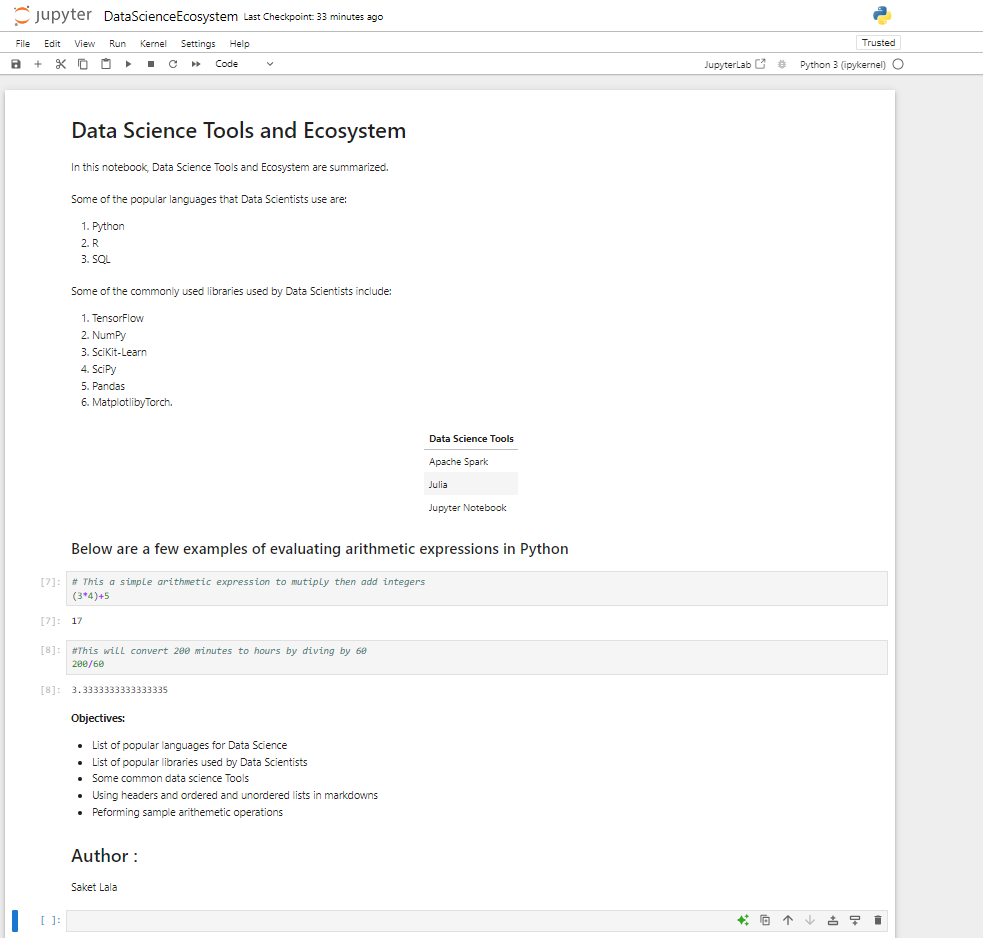 jupyter DataScienceEcosystem Last Checkpoint: 33 minutes ago
File Edit View Run Kernel Settings Help Trusted
Code JupyterLab Python 3 (ipykernel)
Data Science Tools and Ecosystem
In this notebook, Data Science Tools and Ecosystem are summarized.
Some of the popular languages that Data Scientists use are:
1. Python
2. R
3. SQL
Some of the commonly used libraries used by Data Scientists include:
1. TensorFlow
2. NumPy
3. SciKit-Learn
4. SciPy
5. Pandas
6. MatplotlibyTorch.
Data Science Tools
Apache Spark
Julia
Jupyter Notebook
Below are a few examples of evaluating arithmetic expressions in Python
[7]: # This a simple arithmetic expression to mutiply then add integers
(3*4)+5
[7]: 17
[8]: #This will convert 200 minutes to hours by diving by 60
200/60
[8]: 3.3333333333333335
Objectives:
• List of popular languages for Data Science
• List of popular libraries used by Data Scientists
• Some common data science Tools
• Using headers and ordered and unordered lists in markdowns
• Peforming sample arithemetic operations
Author :
Saket Lala
[ ]: